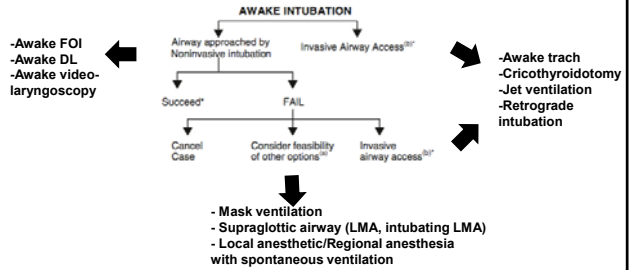 AWAKE INTUBATION
-Awake FOI
-Awake DL
-Awake video-
laryngoscopy
Airway approached by
Noninvasive intubation
Invasive Airway Access(b)*
-Awake trach
-Cricothyroidotomy
-Jet ventilation
-Retrograde
intubation
Succeed*
FAIL
Cancel
Case
Consider feasibility
of other options(a)
Invasive
airway access(b)*
- Mask ventilation
- Supraglottic airway (LMA, intubating LMA)
- Local anesthetic/Regional anesthesia
with spontaneous ventilation